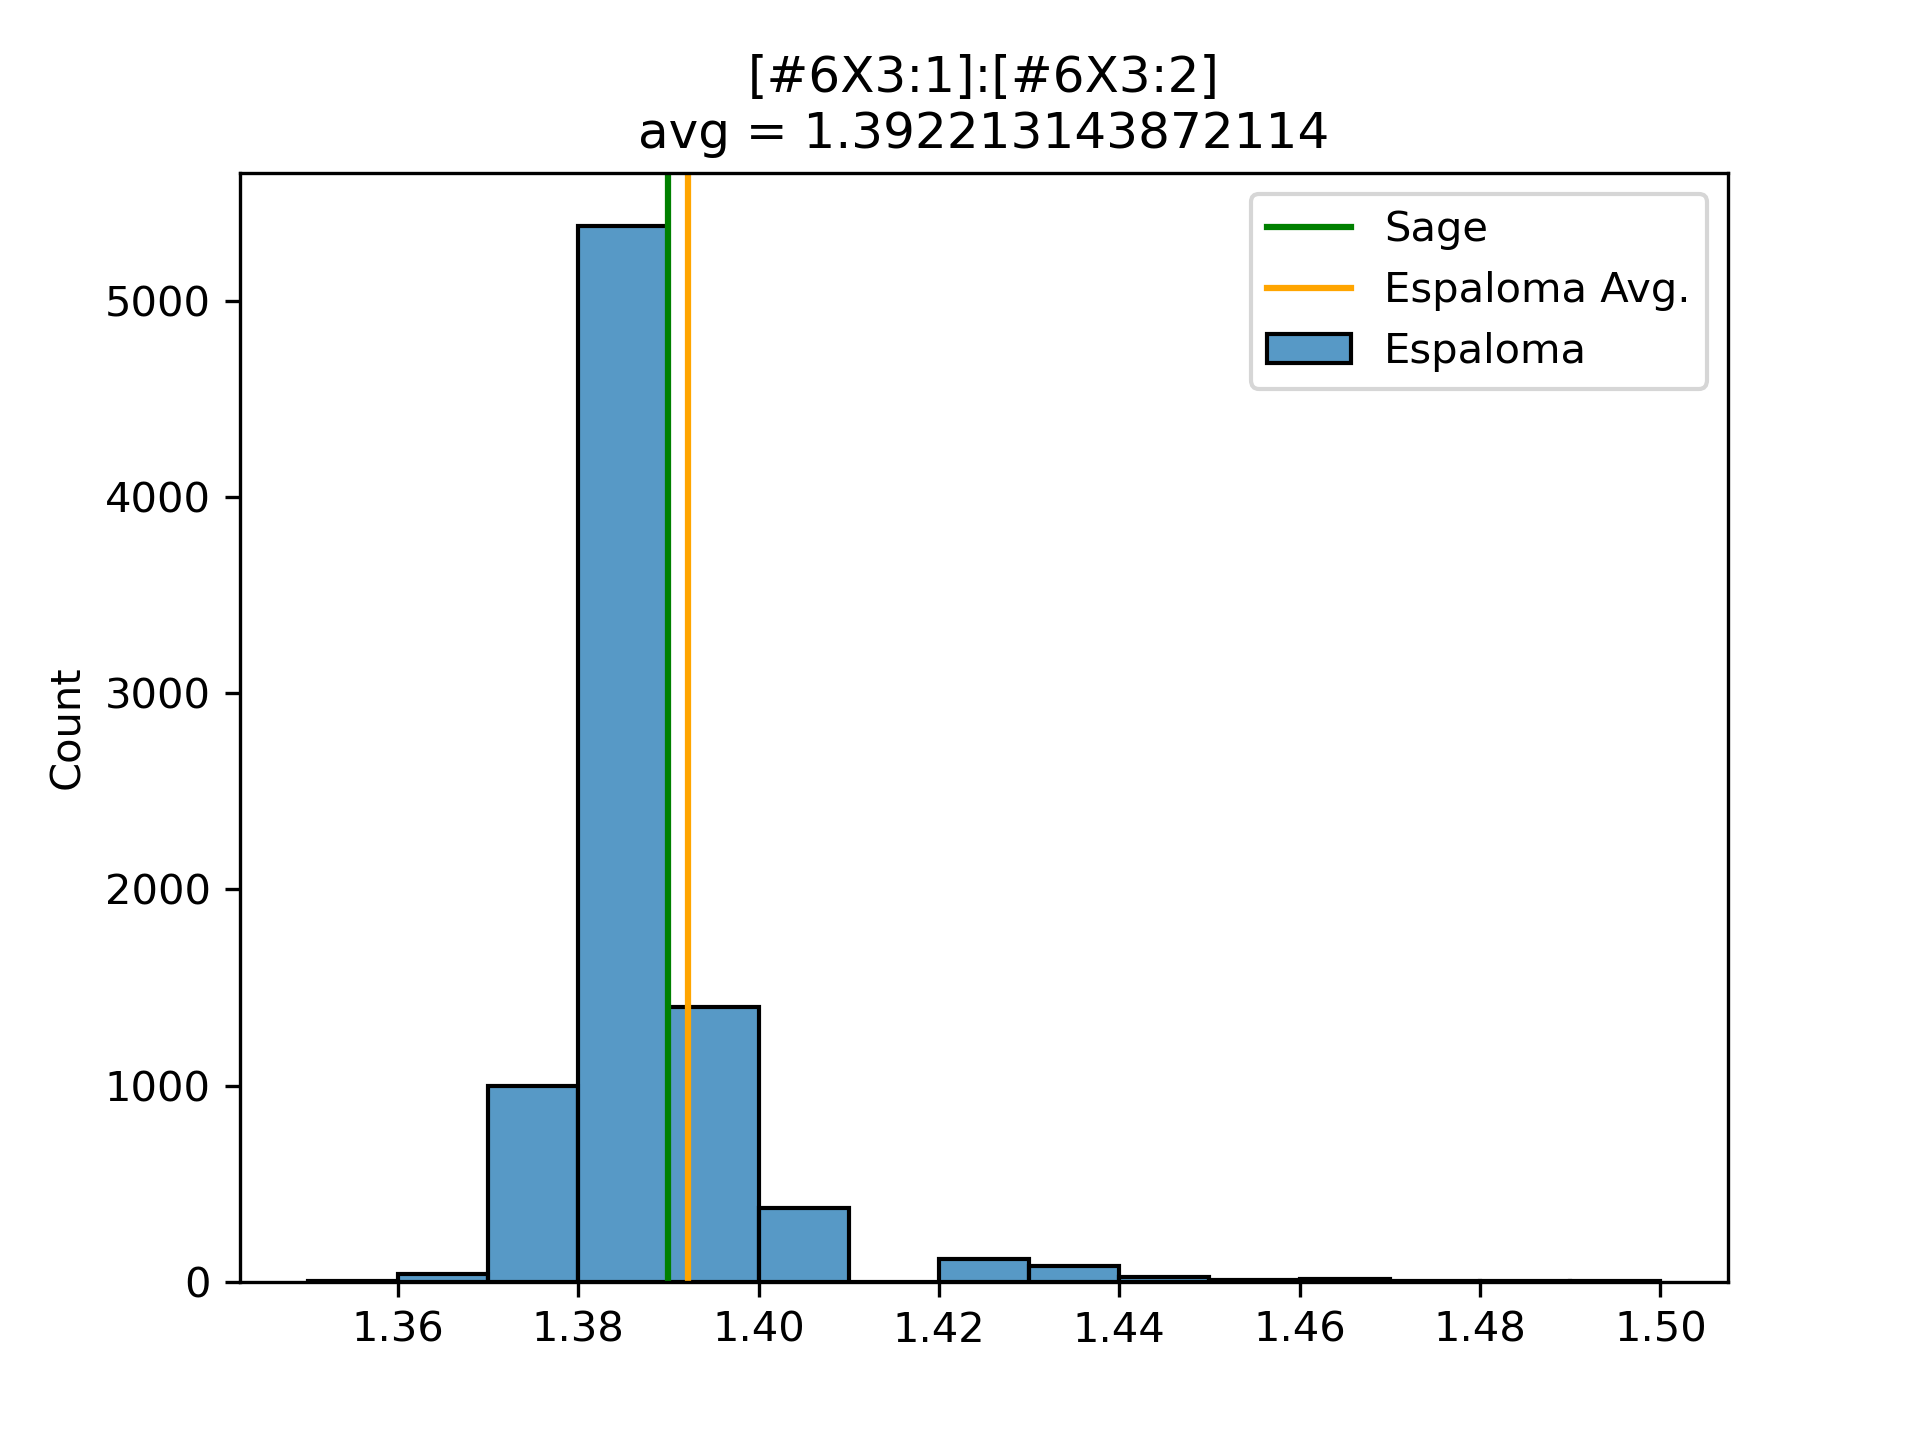 [#6X3:1]:[#6X3:2]
avg = 1.392213143872114
Sage
Espaloma Avg.
Espaloma
Count
5000
4000
3000
2000
1000
0
1.36 1.38 1.40 1.42 1.44 1.46 1.48 1.50